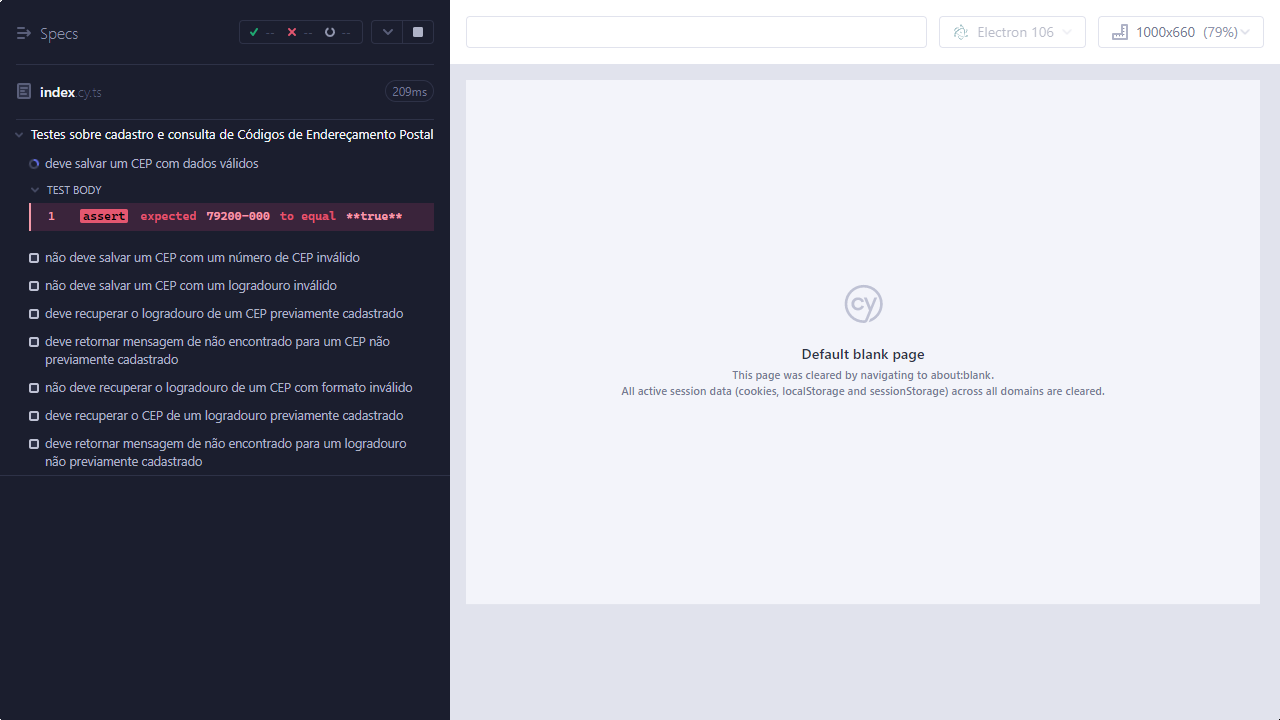 Specs
--
--
--
index.cy.ts
209ms
Testes sobre cadastro e consulta de Códigos de Endereçamento Postal
deve salvar um CEP com dados válidos
TEST BODY
1 assert expected 79200-000 to equal **true**
não deve salvar um CEP com um número de CEP inválido
não deve salvar um CEP com um logradouro inválido
deve recuperar o logradouro de um CEP previamente cadastrado
deve retornar mensagem de não encontrado para um CEP não
previamente cadastrado
não deve recuperar o logradouro de um CEP com formato inválido
deve recuperar o CEP de um logradouro previamente cadastrado
deve retornar mensagem de não encontrado para um logradouro
não previamente cadastrado
Electron 106
1000x660 (79%)
cy
Default blank page
This page was cleared by navigating to about:blank.
All active session data (cookies, localStorage and sessionStorage) across all domains are cleared.